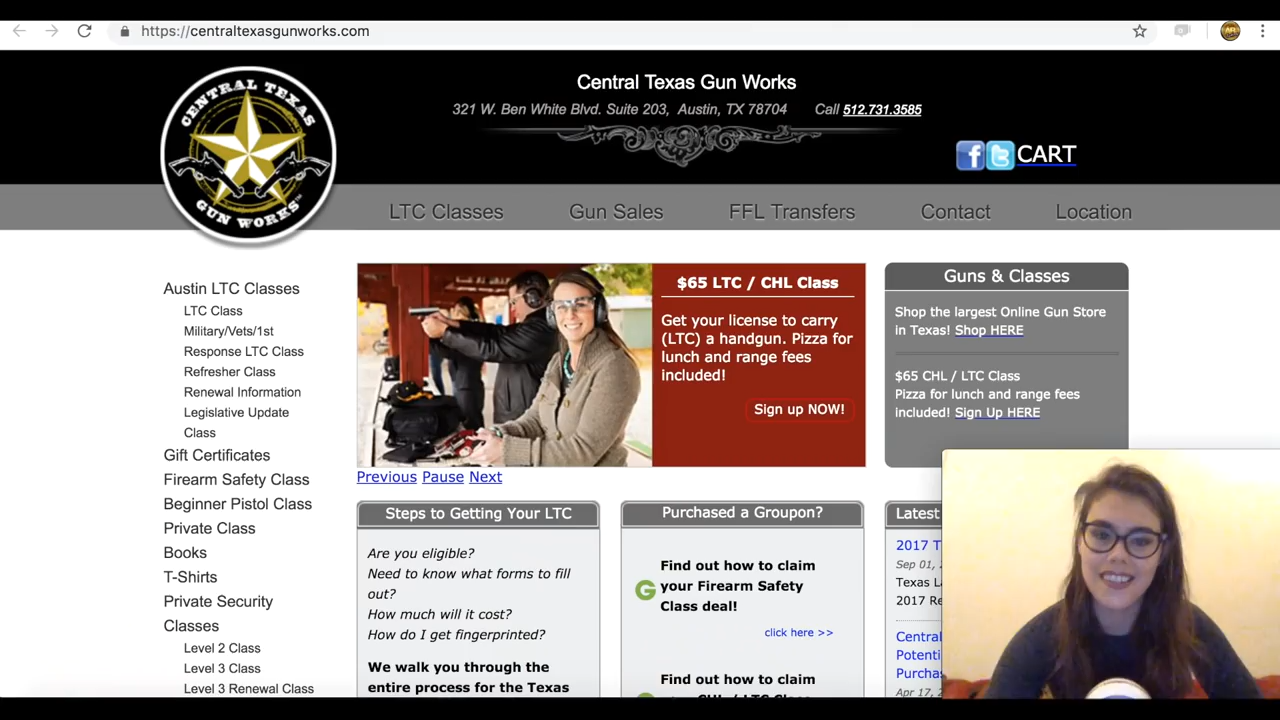 https://centraltexasgunworks.com
CENTRAL TEXAS
GUN WORKS
Central Texas Gun Works
321 W. Ben White Blvd. Suite 203, Austin, TX 78704 Call 512.731.3585
CART
LTC Classes Gun Sales FFL Transfers Contact Location
Austin LTC Classes
LTC Class
Military/Vets/1st
Response LTC Class
Refresher Class
Renewal Information
Legislative Update
Class
Gift Certificates
Firearm Safety Class
Beginner Pistol Class
Private Class
Books
T-Shirts
Private Security
Classes
Level 2 Class
Level 3 Class
Level 3 Renewal Class
$65 LTC / CHL Class
Get your license to carry
(LTC) a handgun. Pizza for
lunch and range fees
included!
Sign up NOW!
Previous Pause Next
Guns & Classes
Shop the largest Online Gun Store
in Texas! Shop HERE
$65 CHL / LTC Class
Pizza for lunch and range fees
included! Sign Up HERE
Steps to Getting Your LTC
Are you eligible?
Need to know what forms to fill
out?
How much will it cost?
How do I get fingerprinted?
We walk you through the
entire process for the Texas
Purchased a Groupon?
Find out how to claim
your Firearm Safety
Class deal!
click here >>
Find out how to claim
Latest
2017 T
Sep 01,
Texas La
2017 Re
Centra
Potenti
Purcha
Apr 17, 2